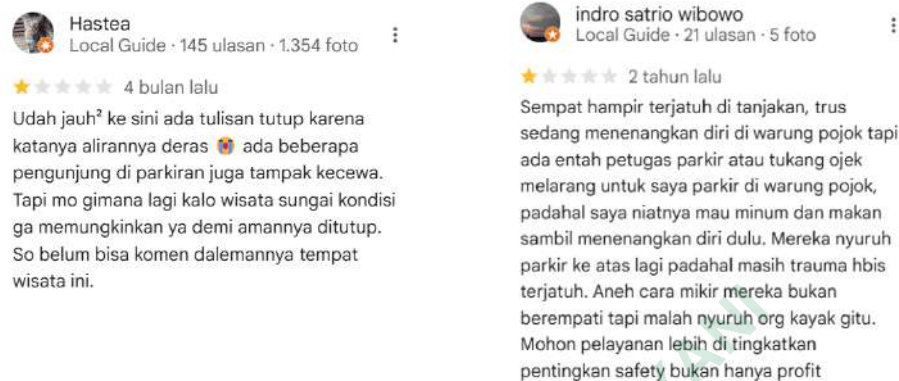 Hastea
Local Guide · 145 ulasan · 1.354 foto
4 bulan lalu
Udah jauh² ke sini ada tulisan tutup karena
katanya alirannya deras 😭 ada beberapa
pengunjung di parkiran juga tampak kecewa.
Tapi mo gimana lagi kalo wisata sungai kondisi
ga memungkinkan ya demi amannya ditutup.
So belum bisa komen dalemannya tempat
wisata ini.
indro satrio wibowo
Local Guide · 21 ulasan · 5 foto
2 tahun lalu
Sempat hampir terjatuh di tanjakan, trus
sedang menenangkan diri di warung pojok tapi
ada entah petugas parkir atau tukang ojek
melarang untuk saya parkir di warung pojok,
padahal saya niatnya mau minum dan makan
sambil menenangkan diri dulu. Mereka nyuruh
parkir ke atas lagi padahal masih trauma hbis
terjatuh. Aneh cara mikir mereka bukan
berempati tapi malah nyuruh org kayak gitu.
Mohon pelayanan lebih di tingkatkan
pentingkan safety bukan hanya profit